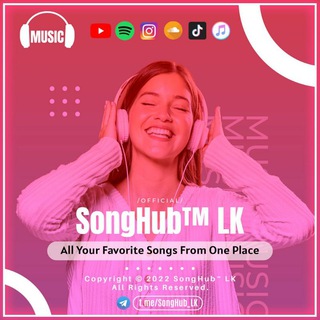 MUSIC
MUSIC
MUSIC
/OFFICIAL/
SongHub™ LK
All Your Favorite Songs From One Place
Copyright © 2022 SongHub™ LK
All Rights Reserved.
t.me/SongHub_LK